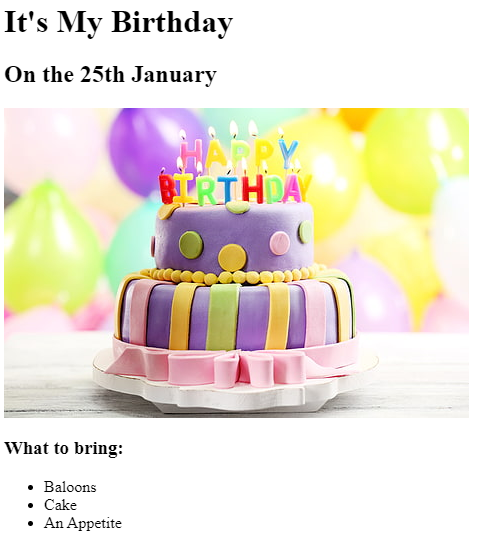 It's My Birthday
On the 25th January
HAPPY
BIRTHDAY
What to bring:
Baloons
Cake
An Appetite